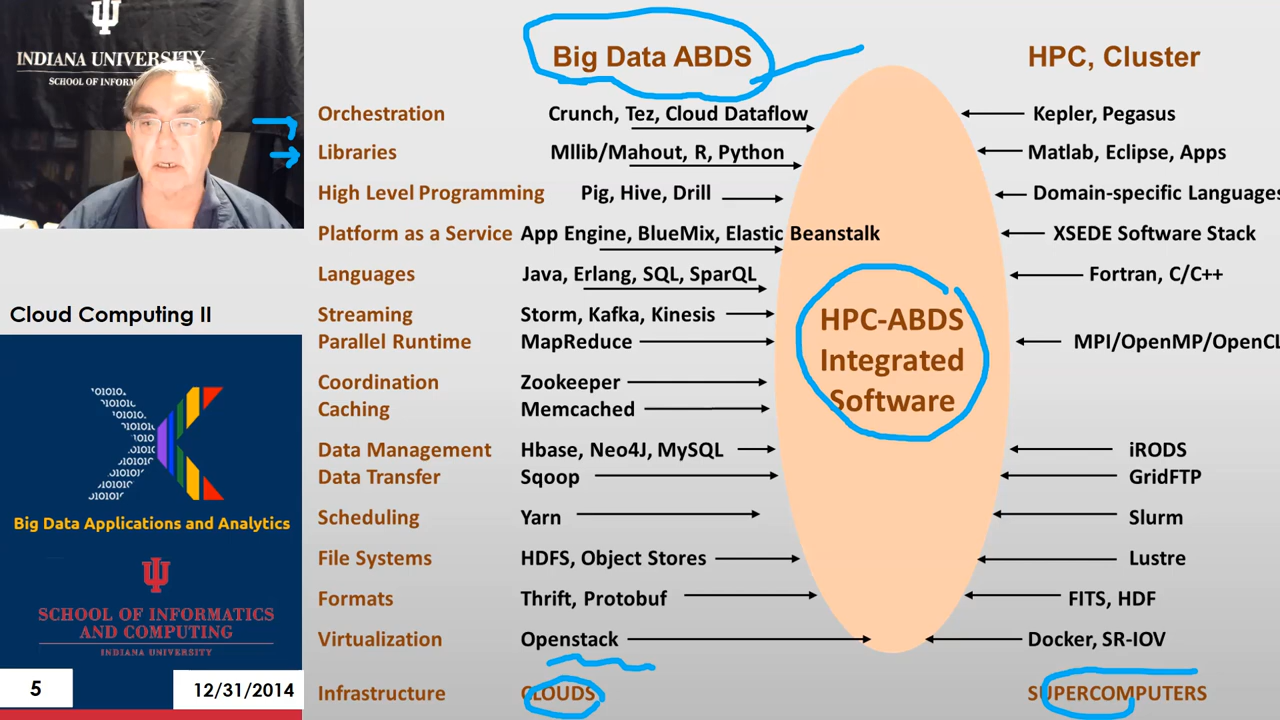 INDIANA UNIVERSITY
SCHOOL OF INFORM
Cloud Computing II
Big Data Applications and Analytics
SCHOOL OF INFORMATICS
AND COMPUTING
INDIANA UNIVERSITY
5
12/31/2014
Big Data ABDS
HPC, Cluster
Orchestration Crunch, Tez, Cloud Dataflow Kepler, Pegasus
Libraries Mllib/Mahout, R, Python Matlab, Eclipse, Apps
High Level Programming Pig, Hive, Drill Domain-specific Languages
Platform as a Service App Engine, BlueMix, Elastic Beanstalk XSEDE Software Stack
Languages Java, Erlang, SQL, SparQL Fortran, C/C++
Streaming Storm, Kafka, Kinesis
Parallel Runtime MapReduce MPI/OpenMP/OpenCL
Coordination Zookeeper
Caching Memcached
Data Management Hbase, Neo4J, MySQL iRODS
Data Transfer Sqoop GridFTP
Scheduling Yarn Slurm
File Systems HDFS, Object Stores Lustre
Formats Thrift, Protobuf FITS, HDF
Virtualization Openstack Docker, SR-IOV
Infrastructure CLOUDS SUPERCOMPUTERS
HPC-ABDS
Integrated
Software